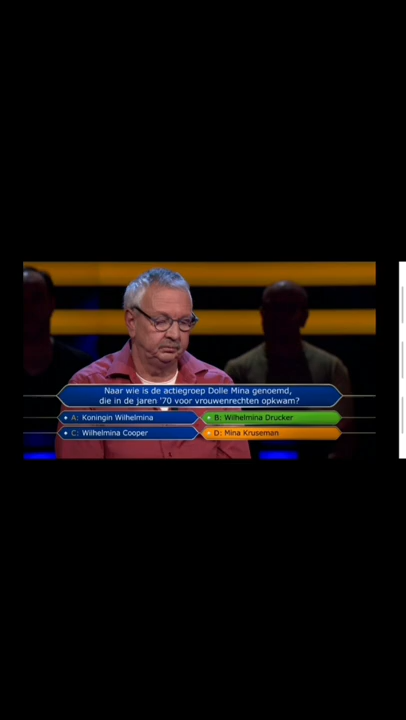 Naar wie is de actiegroep Dolle Mina genoemd,
die in de jaren '70 voor vrouwenrechten opkwam?
A: Koningin Wilhelmina
B: Wilhelmina Drucker
C: Wilhelmina Cooper
D: Mina Kruseman